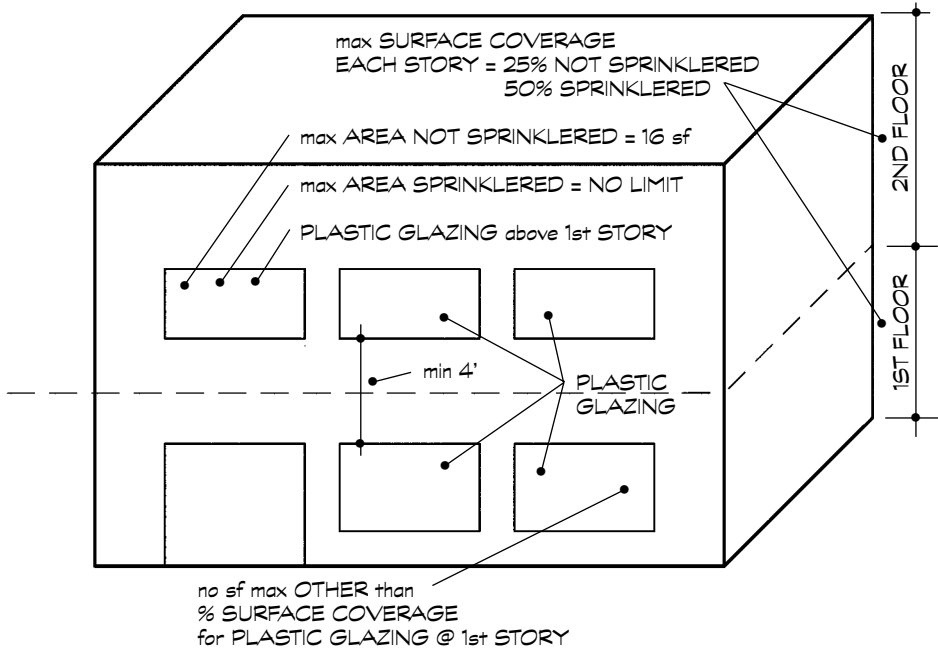 max SURFACE COVERAGE
EACH STORY = 25% NOT SPRINKLERED
50% SPRINKLERED
max AREA NOT SPRINKLERED = 16 sf
max AREA SPRINKLERED = NO LIMIT
PLASTIC GLAZING above 1st STORY
2ND FLOOR
1ST FLOOR
min 4'
PLASTIC
GLAZING
no sf max OTHER than
% SURFACE COVERAGE
for PLASTIC GLAZING @ 1st STORY